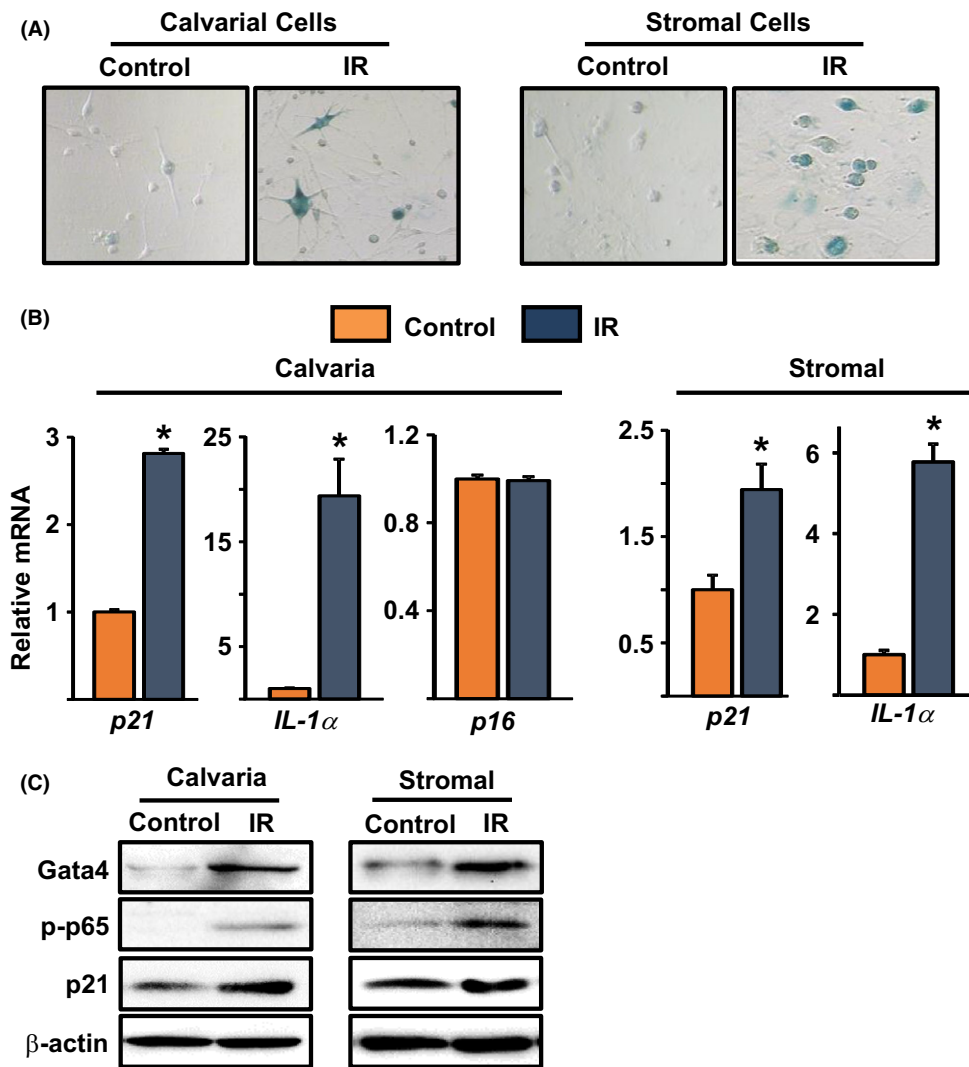 (A)
Calvarial Cells Stromal Cells
Control IR Control IR
(B)
Control IR
Calvaria Stromal
Relative mRNA
3
2
1
p21
*
25
15
5
IL-1α
*
1.2
0.8
0.4
p16
2.5
1.5
0.5
p21
*
6
4
2
IL-1α
*
(C)
Calvaria Stromal
Control IR Control IR
Gata4
p-p65
p21
β-actin